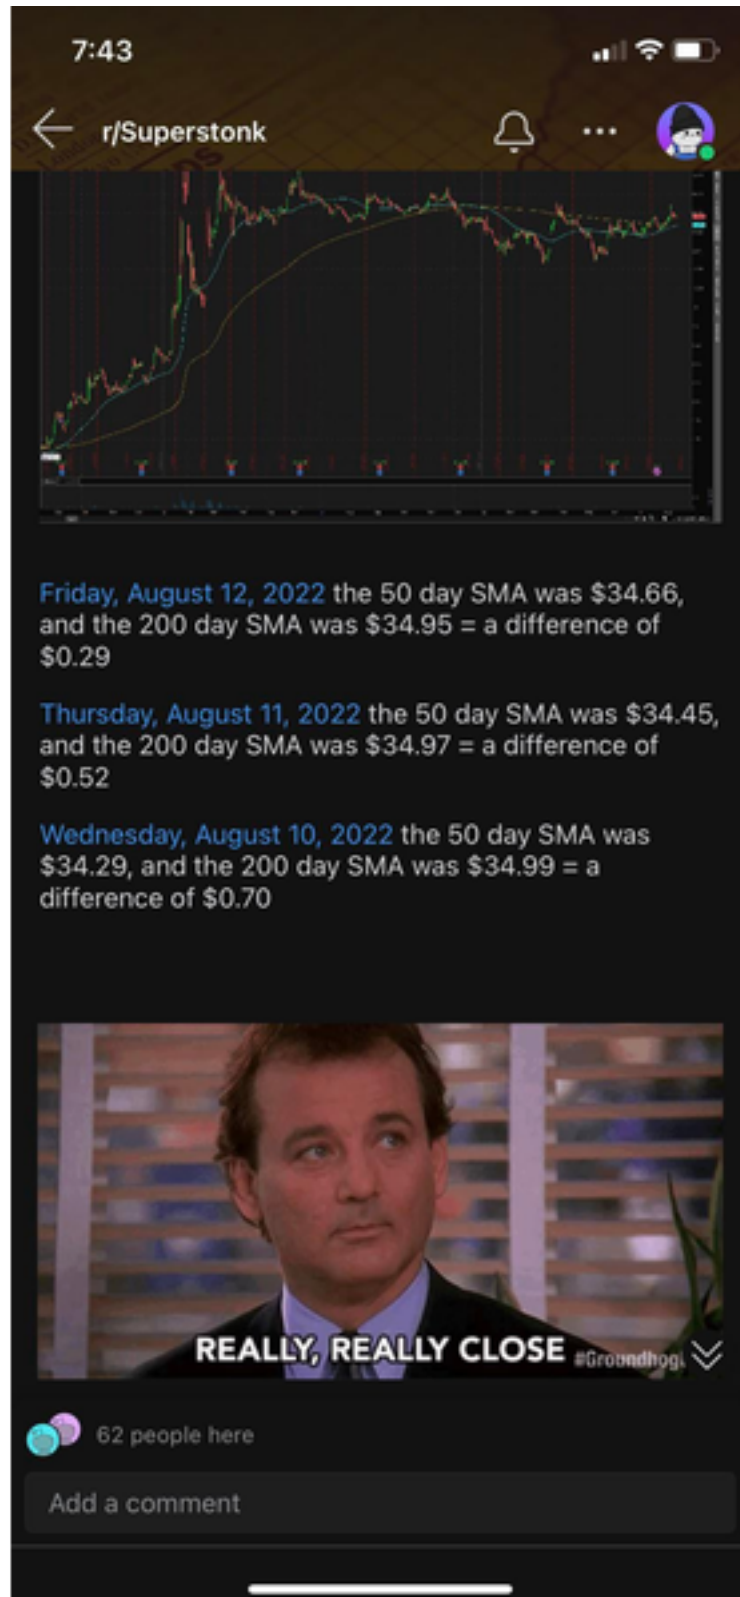 7:43
r/Superstonk
Friday, August 12, 2022 the 50 day SMA was $34.66,
and the 200 day SMA was $34.95 = a difference of
$0.29
Thursday, August 11, 2022 the 50 day SMA was $34.45,
and the 200 day SMA was $34.97 = a difference of
$0.52
Wednesday, August 10, 2022 the 50 day SMA was
$34.29, and the 200 day SMA was $34.99 = a
difference of $0.70
REALLY, REALLY CLOSE
62 people here
Add a comment